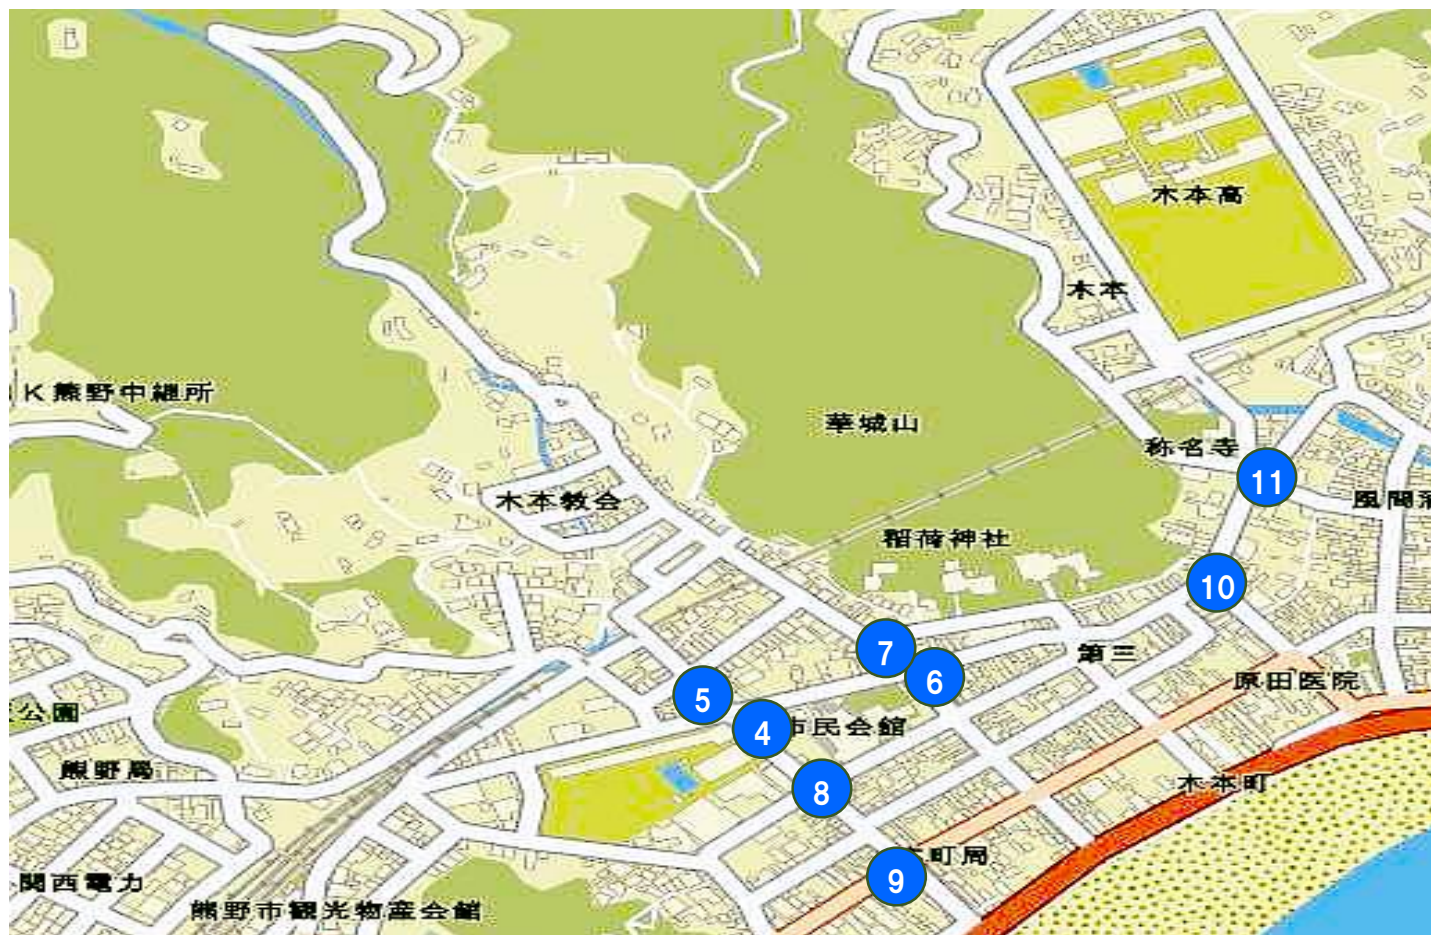 木本高
木本
K熊野中継所
華城山
称名寺
11
木本教会
風間
稲荷神社
10
7
第三
6
原田医院
5
公園
4
市民会館
熊野局
木本町
8
町局
9
関西電力
熊野市観光物産会館